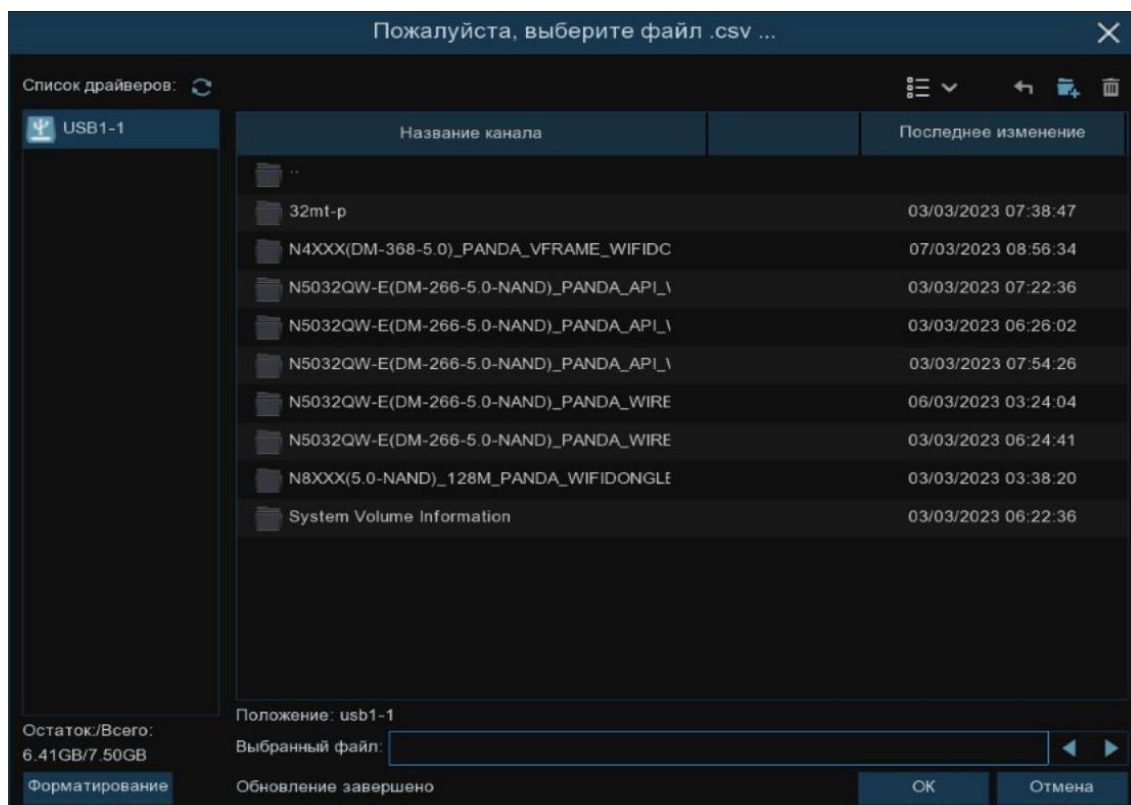 Пожалуйста, выберите файл .csv ...
Список драйверов:
USB1-1
Название канала
Последнее изменение
..
32mt-p 03/03/2023 07:38:47
N4XXX(DM-368-5.0)_PANDA_VFRAME_WIFIDO 07/03/2023 08:56:34
N5032QW-E(DM-266-5.0-NAND)_PANDA_API_\ 03/03/2023 07:22:36
N5032QW-E(DM-266-5.0-NAND)_PANDA_API_\ 03/03/2023 06:26:02
N5032QW-E(DM-266-5.0-NAND)_PANDA_API_\ 03/03/2023 07:54:26
N5032QW-E(DM-266-5.0-NAND)_PANDA_WIRE 06/03/2023 03:24:04
N5032QW-E(DM-266-5.0-NAND)_PANDA_WIRE 03/03/2023 06:24:41
N8XXX(5.0-NAND)_128M_PANDA_WIFIDONGLE 03/03/2023 03:38:20
System Volume Information 03/03/2023 06:22:36
Остаток:/Всего:
6.41GB/7.50GB
Форматирование
Положение: usb1-1
Выбранный файл:
Обновление завершено
OK
Отмена